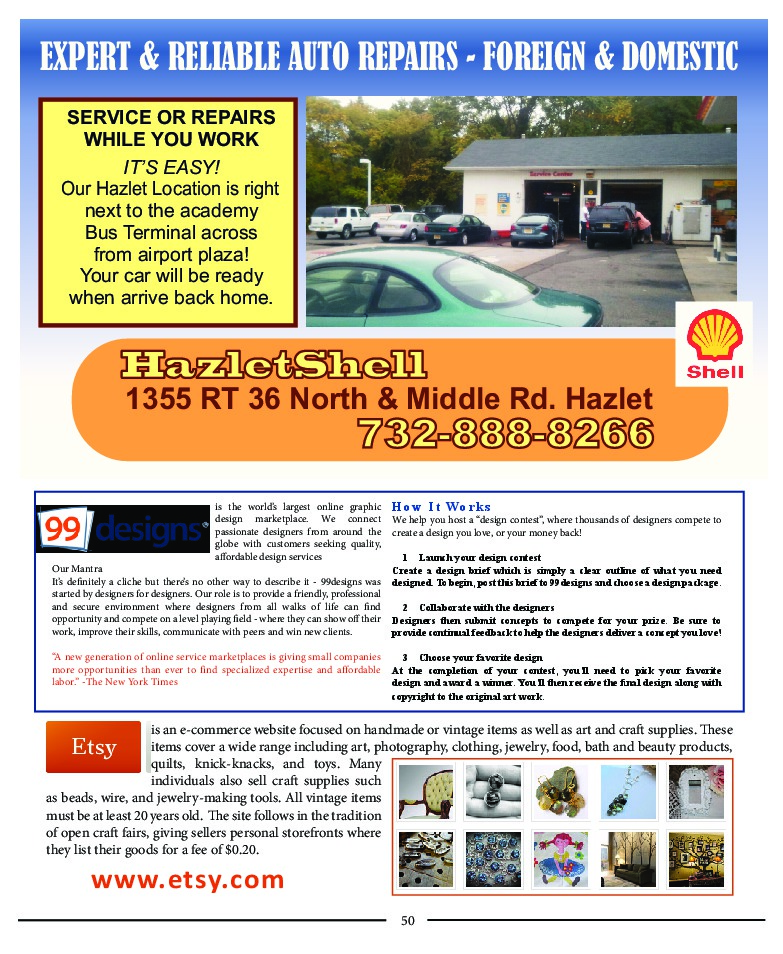 EXPERT & RELIABLE AUTO REPAIRS - FOREIGN & DOMESTIC
SERVICE OR REPAIRS
WHILE YOU WORK
IT'S EASY!
Our Hazlet Location is right
next to the academy
Bus Terminal across
from airport plaza!
Your car will be ready
when arrive back home.
Service Center
Shell
HazletShell
1355 RT 36 North & Middle Rd. Hazlet
732-888-8266
99 designs®
is the world's largest online graphic
design marketplace. We connect
passionate designers from around the
globe with customers seeking quality,
affordable design services
Our Mantra
It's definitely a cliche but there's no other way to describe it - 99designs was
started by designers for designers. Our role is to provide a friendly, professional
and secure environment where designers from all walks of life can find
opportunity and compete on a level playing field - where they can show off their
work, improve their skills, communicate with peers and win new clients.
"A new generation of online service marketplaces is giving small companies
more opportunities than ever to find specialized expertise and affordable
labor." -The New York Times
How It Works
We help you host a "design contest", where thousands of designers compete to
create a design you love, or your money back!
1 Launch your design contest
Create a design brief which is simply a clear outline of what you need
designed. To begin, post this brief to 99designs and choose a design package.
2 Collaborate with the designers
Designers then submit concepts to compete for your prize. Be sure to
provide continual feedback to help the designers deliver a concept you love!
3 Choose your favorite design
At the completion of your contest, you'll need to pick your favorite
design and award a winner. You'll then receive the final design along with
copyright to the original art work.
Etsy
is an e-commerce website focused on handmade or vintage items as well as art and craft supplies. These
items cover a wide range including art, photography, clothing, jewelry, food, bath and beauty products,
quilts, knick-knacks, and toys. Many
individuals also sell craft supplies such
as beads, wire, and jewelry-making tools. All vintage items
must be at least 20 years old. The site follows in the tradition
of open craft fairs, giving sellers personal storefronts where
they list their goods for a fee of $0.20.
www.etsy.com
50